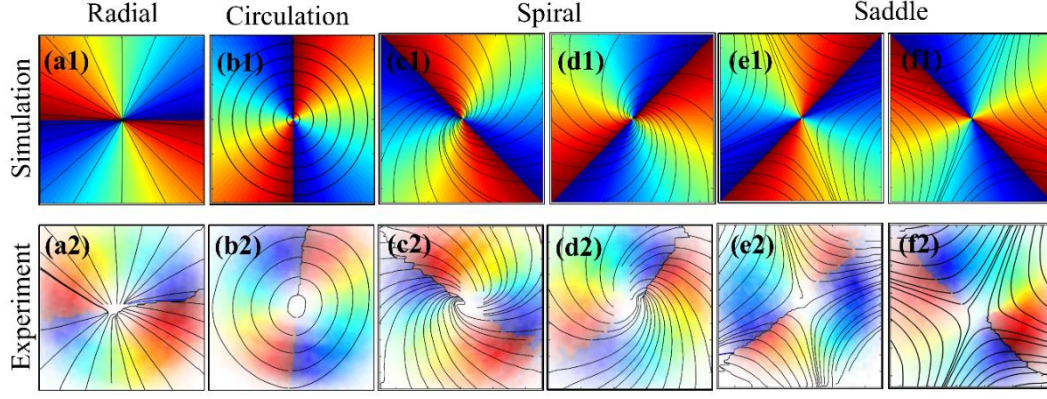 Radial Circulation Spiral Saddle
Simulation
(a1) (b1) (c1) (d1) (e1) (f1)
Experiment
(a2) (b2) (c2) (d2) (e2) (f2)